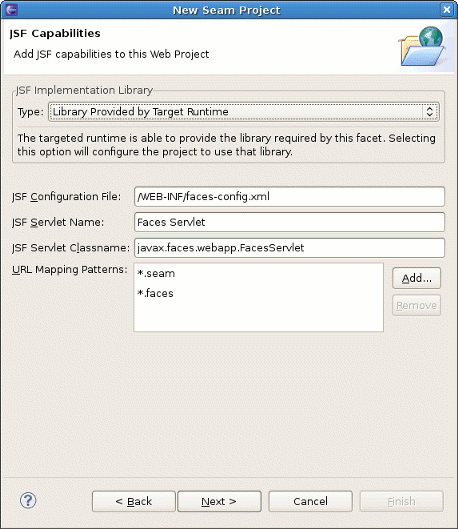 New Seam Project
JSF Capabilities
Add JSF capabilities to this Web Project
JSF Implementation Library
Type: Library Provided by Target Runtime
The targeted runtime is able to provide the library required by this facet. Selecting
this option will configure the project to use that library.
JSF Configuration File: /WEB-INF/faces-config.xml
JSF Servlet Name: Faces Servlet
JSF Servlet Classname: javax.faces.webapp.FacesServlet
URL Mapping Patterns: *.seam
Add...
*.faces
Remove
? < Back Next > Cancel Finish